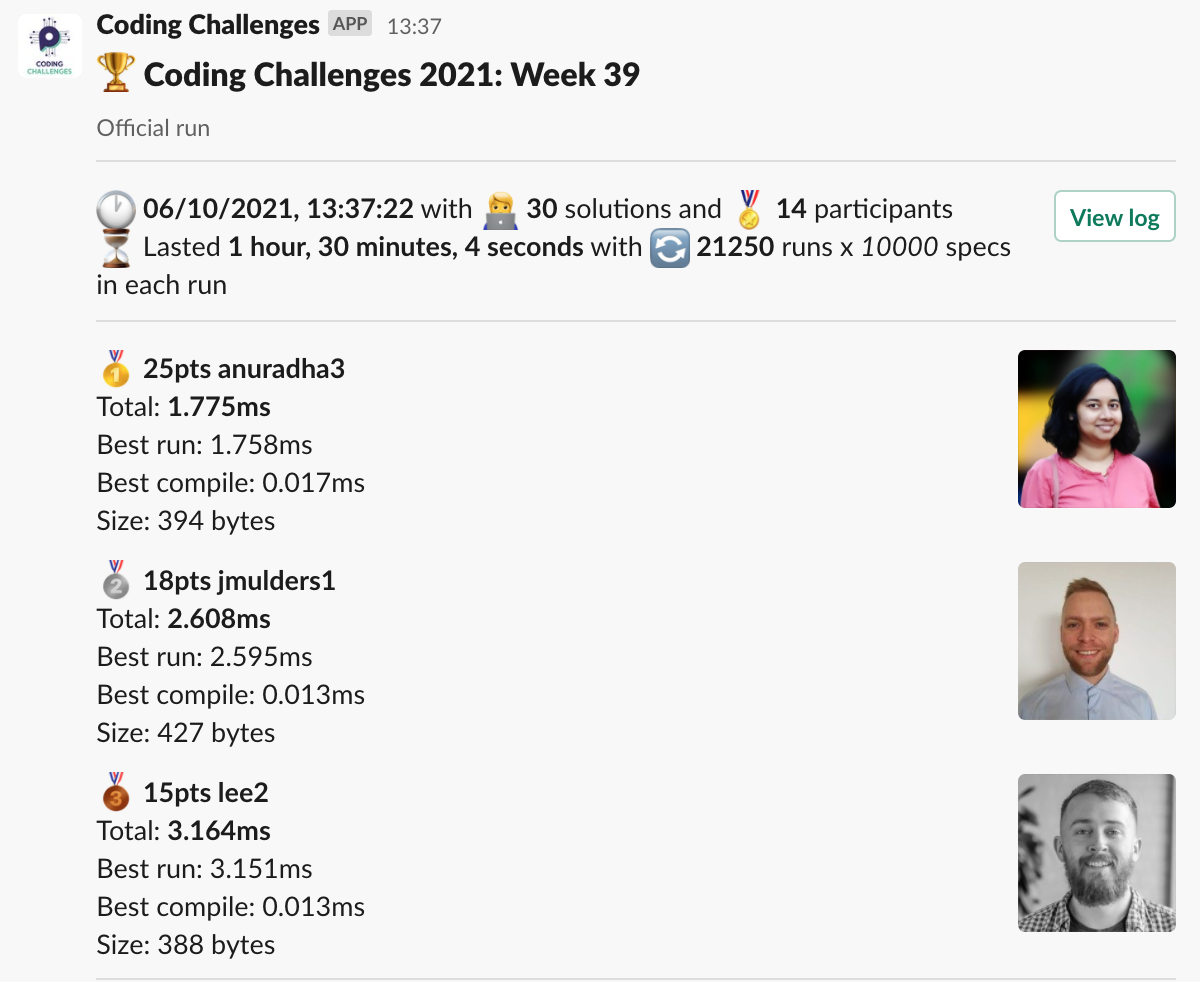 Coding Challenges APP 13:37
CODING
CHALLENGES
🏆 Coding Challenges 2021: Week 39
Official run
🕐 06/10/2021, 13:37:22 with 👨‍💻 30 solutions and 🏅 14 participants
View log
⏳ Lasted 1 hour, 30 minutes, 4 seconds with 🔄 21250 runs x 10000 specs
in each run
🥇 25pts anuradha3
Total: 1.775ms
Best run: 1.758ms
Best compile: 0.017ms
Size: 394 bytes
🥈 18pts jmulders1
Total: 2.608ms
Best run: 2.595ms
Best compile: 0.013ms
Size: 427 bytes
🥉 15pts lee2
Total: 3.164ms
Best run: 3.151ms
Best compile: 0.013ms
Size: 388 bytes